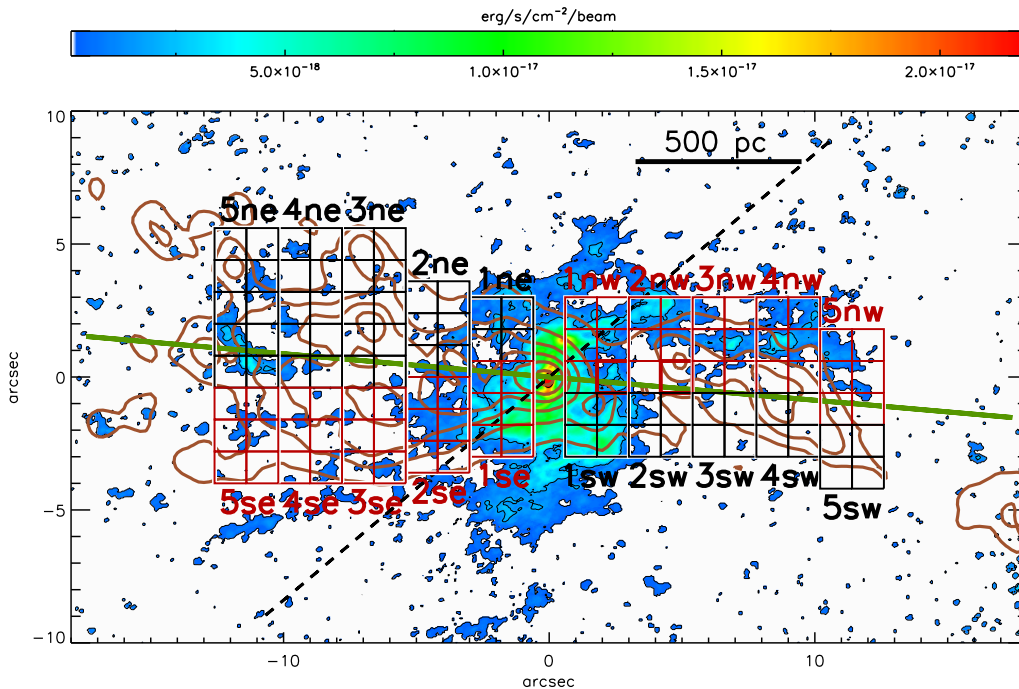 erg/s/cm⁻²/beam
5.0×10⁻¹⁸ 1.0×10⁻¹⁷ 1.5×10⁻¹⁷ 2.0×10⁻¹⁷
10
500 pc
5ne 4ne 3ne
2ne 1ne 1nw 2nw 3nw 4nw
5nw
5
0
-5
-10
arcsec
1se 1sw 2sw 3sw 4sw
5se 4se 3se 2se
5sw
-10 0 10
arcsec